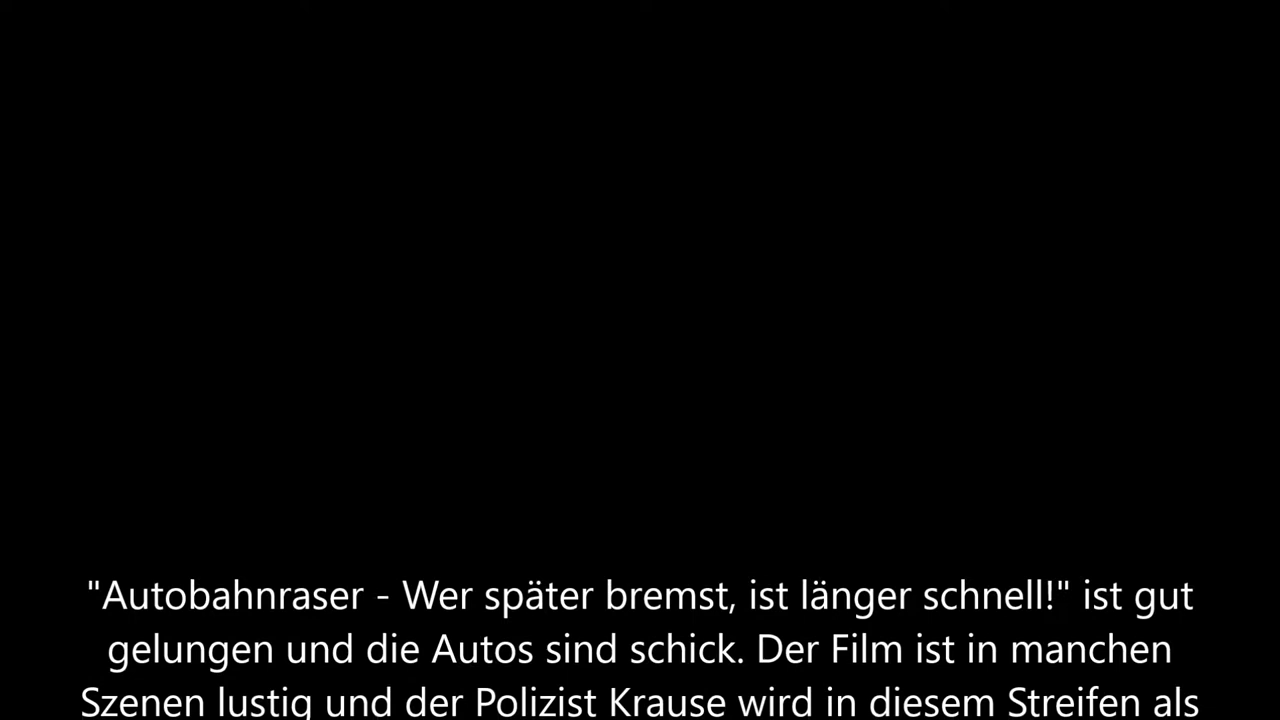 "Autobahnraser - Wer später bremst, ist länger schnell!" ist gut
gelungen und die Autos sind schick. Der Film ist in manchen
Szenen lustig und der Polizist Krause wird in diesem Streifen als